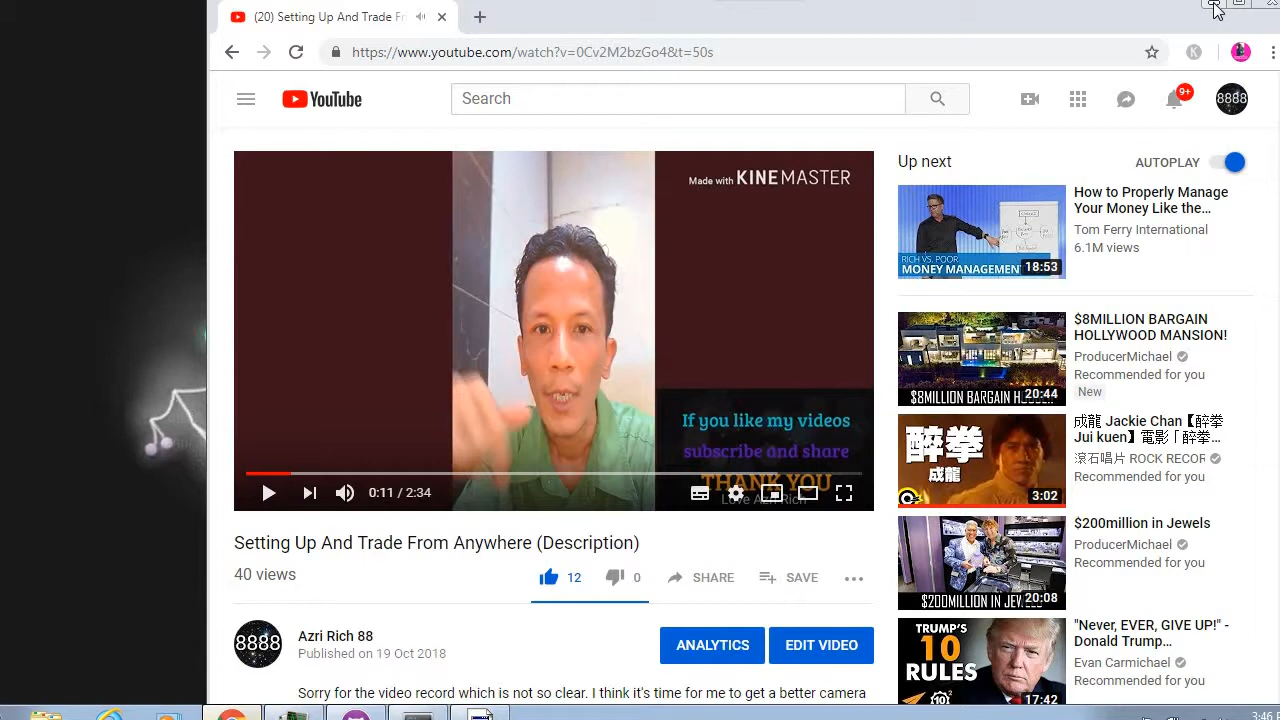 (20) Setting Up And Trade Fr
https://www.youtube.com/watch?v=0Cv2M2bzGo4&t=50s
K
YouTube
Search
9+
8888
Made with KINEMASTER
If you like my videos
subscribe and share
THANK YOU
Love Azri Rich
0:11 / 2:34
Setting Up And Trade From Anywhere (Description)
40 views
12
0
SHARE
SAVE
8888
Azri Rich 88
Published on 19 Oct 2018
ANALYTICS
EDIT VIDEO
Sorry for the video record which is not so clear. I think it's time for me to get a better camera
Up next
AUTOPLAY
RICH VS. POOR
MONEY MANAGEMENT
18:53
How to Properly Manage
Your Money Like the...
Tom Ferry International
6.1M views
$8MILLION BARGAIN
20:44
$8MILLION BARGAIN
HOLLYWOOD MANSION!
ProducerMichael
Recommended for you
New
醉拳
成龍
3:02
成龍 Jackie Chan【醉拳
Jui kuen】電影「醉拳...
滾石唱片 ROCK RECOR
Recommended for you
$200MILLION IN JEWELS
20:08
$200million in Jewels
ProducerMichael
Recommended for you
TRUMP'S
10
RULES
17:42
"Never, EVER, GIVE UP!" -
Donald Trump...
Evan Carmichael
Recommended for you
3:46 P